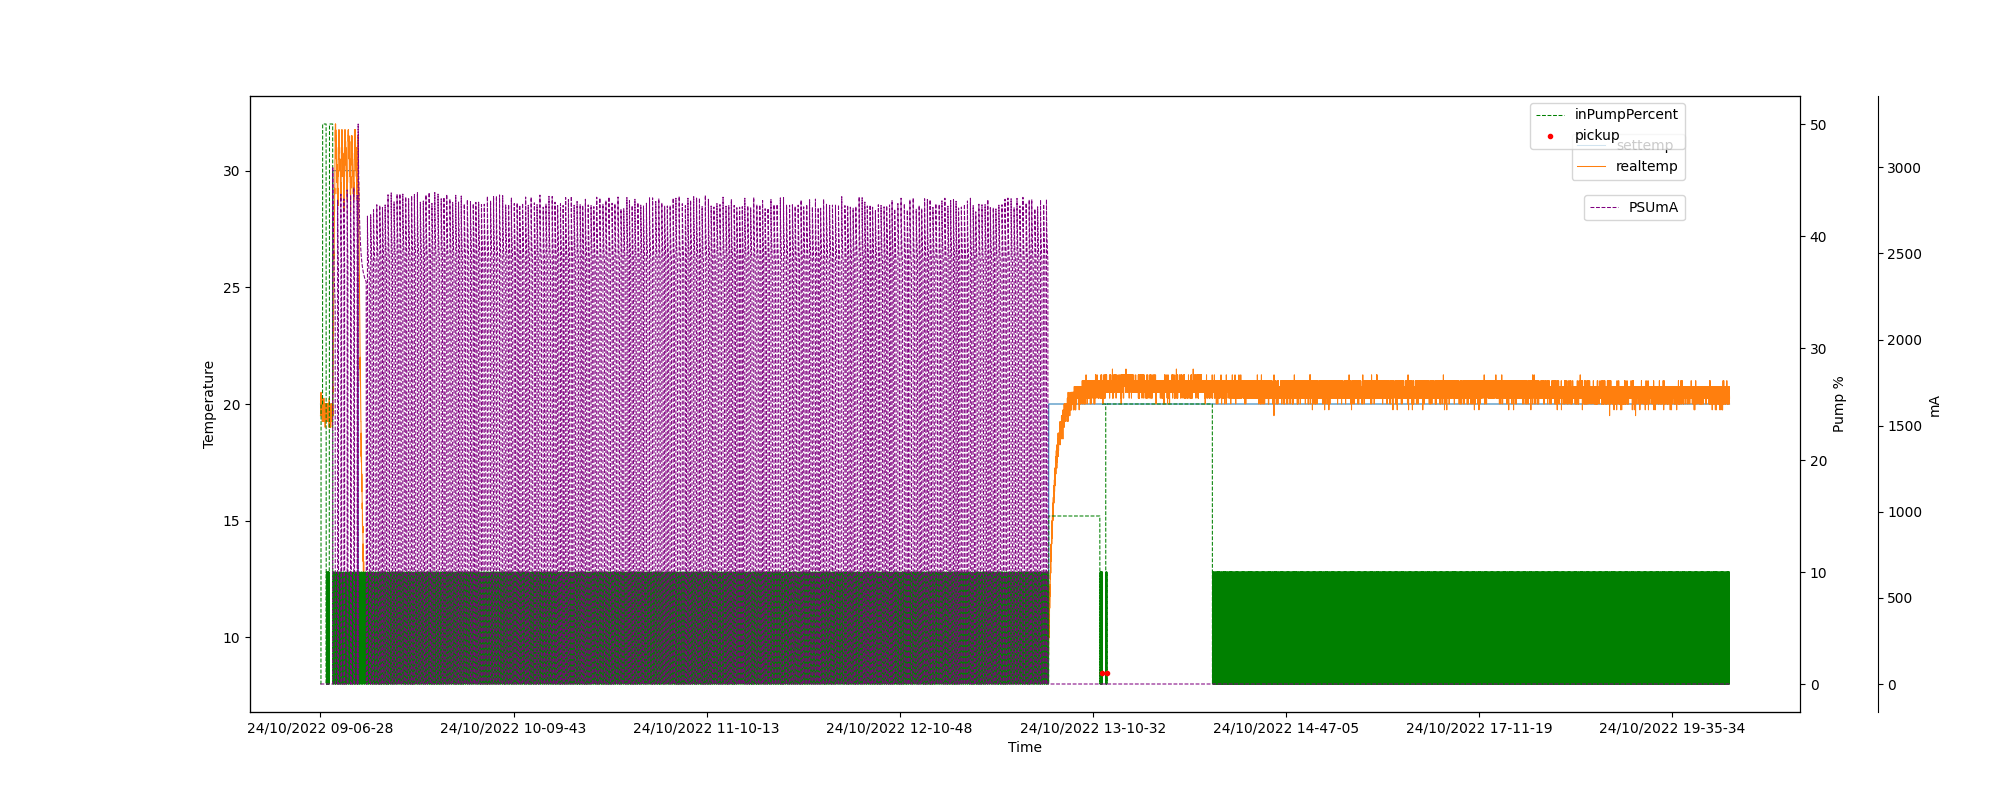 inPumpPercent
pickup
settemp
realtemp
PSUmA
Temperature
30
25
20
15
10
50
40
30
20
10
0
Pump %
3000
2500
2000
1500
1000
500
0
mA
24/10/2022 09-06-28
24/10/2022 10-09-43
24/10/2022 11-10-13
24/10/2022 12-10-48
24/10/2022 13-10-32
24/10/2022 14-47-05
24/10/2022 17-11-19
24/10/2022 19-35-34
Time